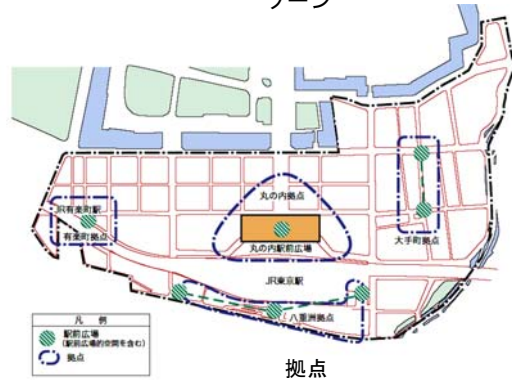 ゾーン
丸の内拠点
JR有楽町駅
有楽町拠点
丸の内駅前広場
大手町拠点
JR東京駅
八重洲拠点
凡 例
駅前広場
(駅前広場的空間を含む)
拠点
拠点